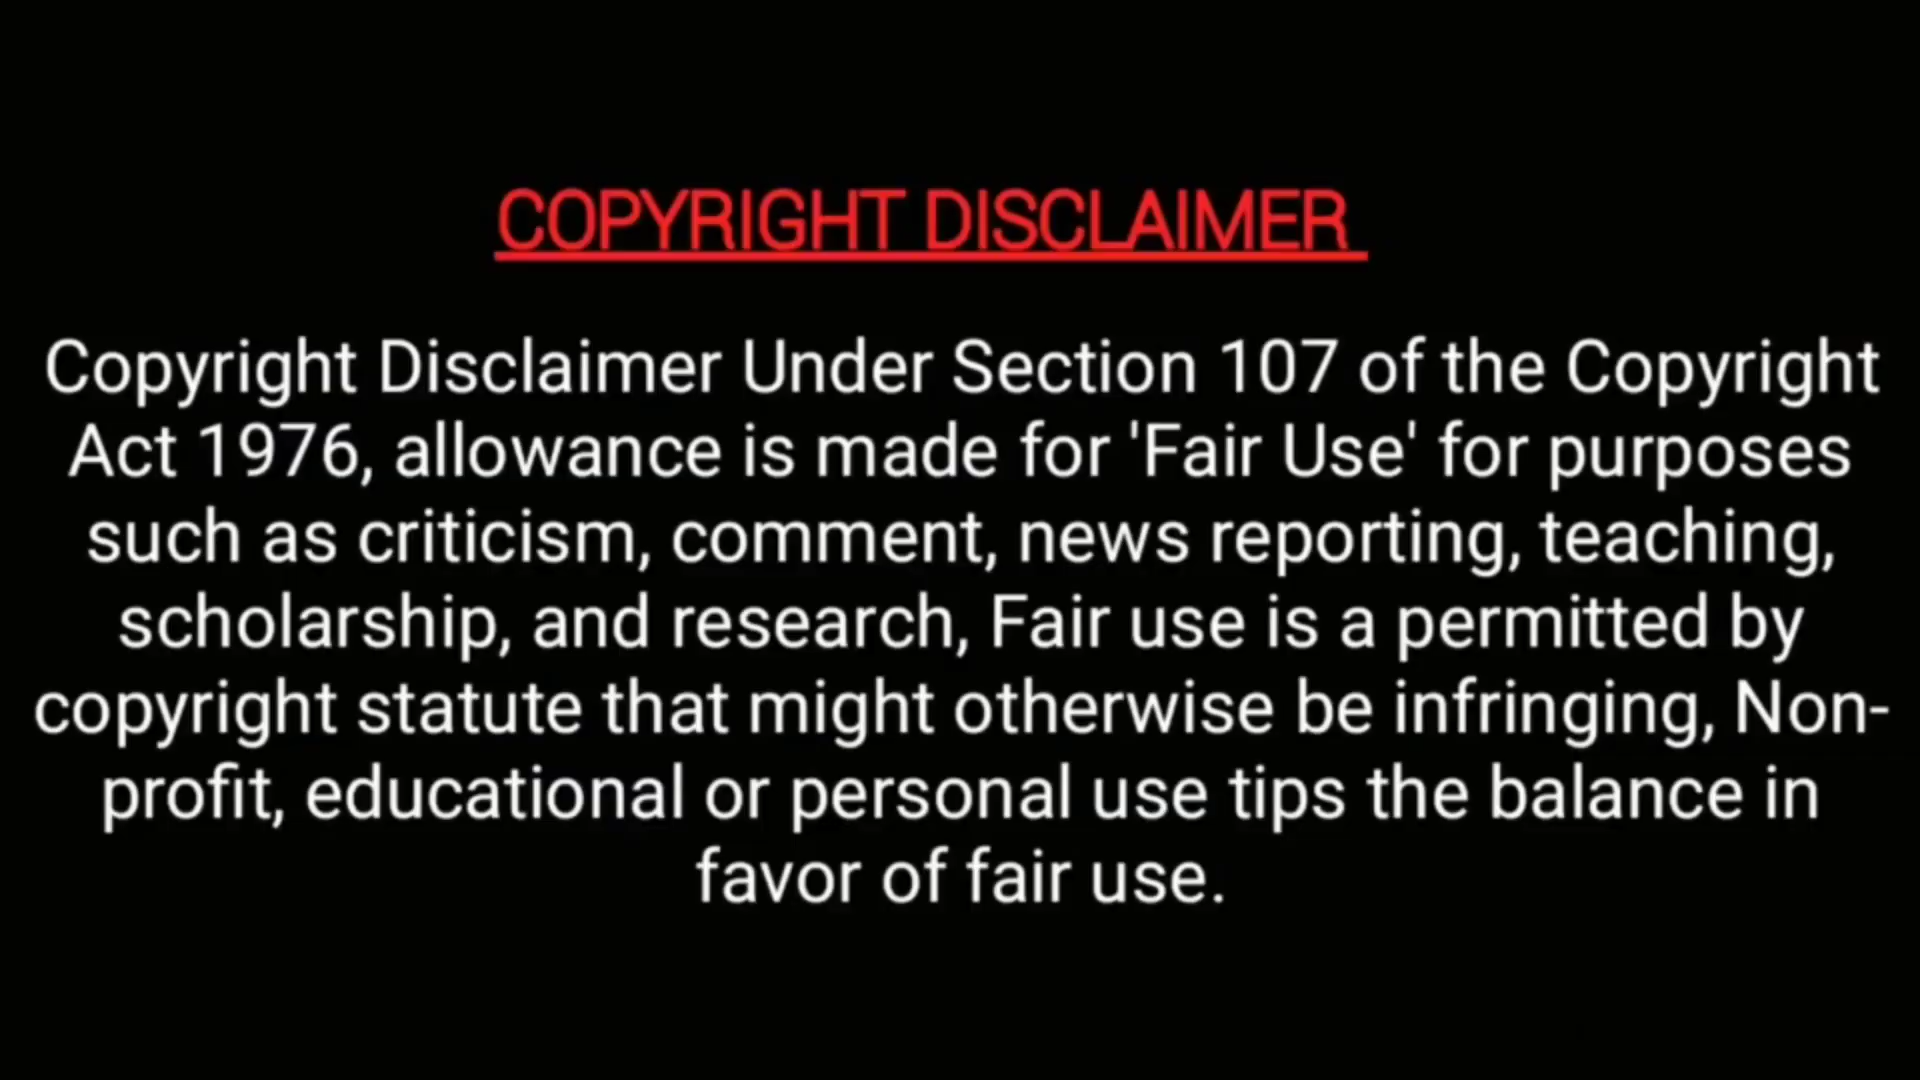 COPYRIGHT DISCLAIMER
Copyright Disclaimer Under Section 107 of the Copyright
Act 1976, allowance is made for 'Fair Use' for purposes
such as criticism, comment, news reporting, teaching,
scholarship, and research, Fair use is a permitted by
copyright statute that might otherwise be infringing, Non-
profit, educational or personal use tips the balance in
favor of fair use.